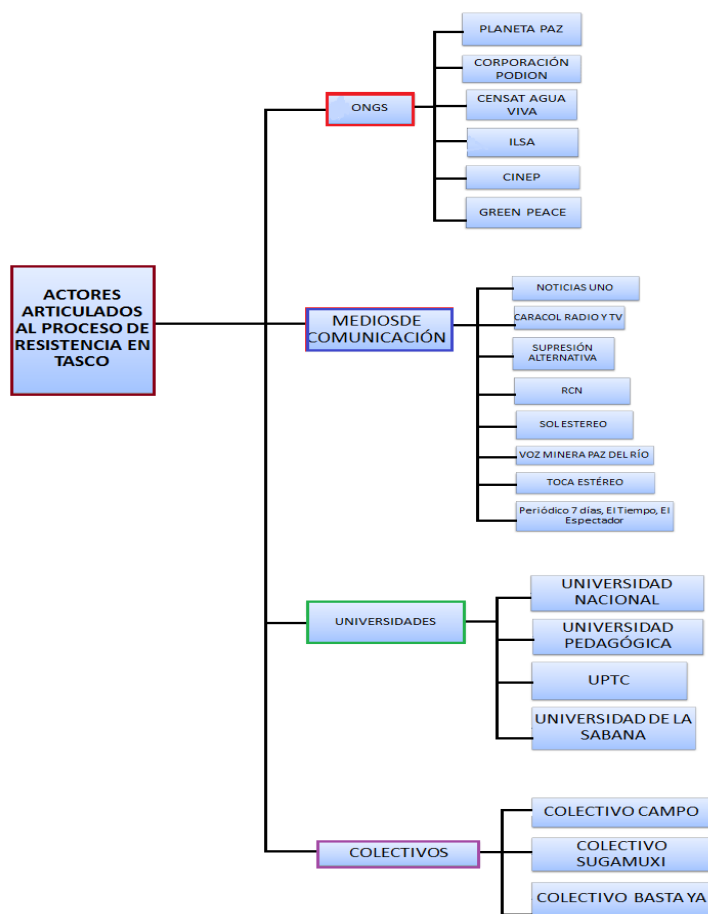 ACTORES
ARTICULADOS
AL PROCESO DE
RESISTENCIA EN
TASCO
ONGS
PLANETA PAZ
CORPORACIÓN
PODION
CENSAT AGUA
VIVA
ILSA
CINEP
GREEN PEACE
MEDIOSDE
COMUNICACIÓN
NOTICIAS UNO
CARACOL RADIO Y TV
SUPRESIÓN
ALTERNATIVA
RCN
SOL ESTEREO
VOZ MINERA PAZ DEL RÍO
TOCA ESTÉREO
Periódico 7 días, El Tiempo, El
Espectador
UNIVERSIDADES
UNIVERSIDAD
NACIONAL
UNIVERSIDAD
PEDAGÓGICA
UPTC
UNIVERSIDAD DE LA
SABANA
COLECTIVOS
COLECTIVO CAMPO
COLECTIVO
SUGAMUXI
COLECTIVO BASTA YA